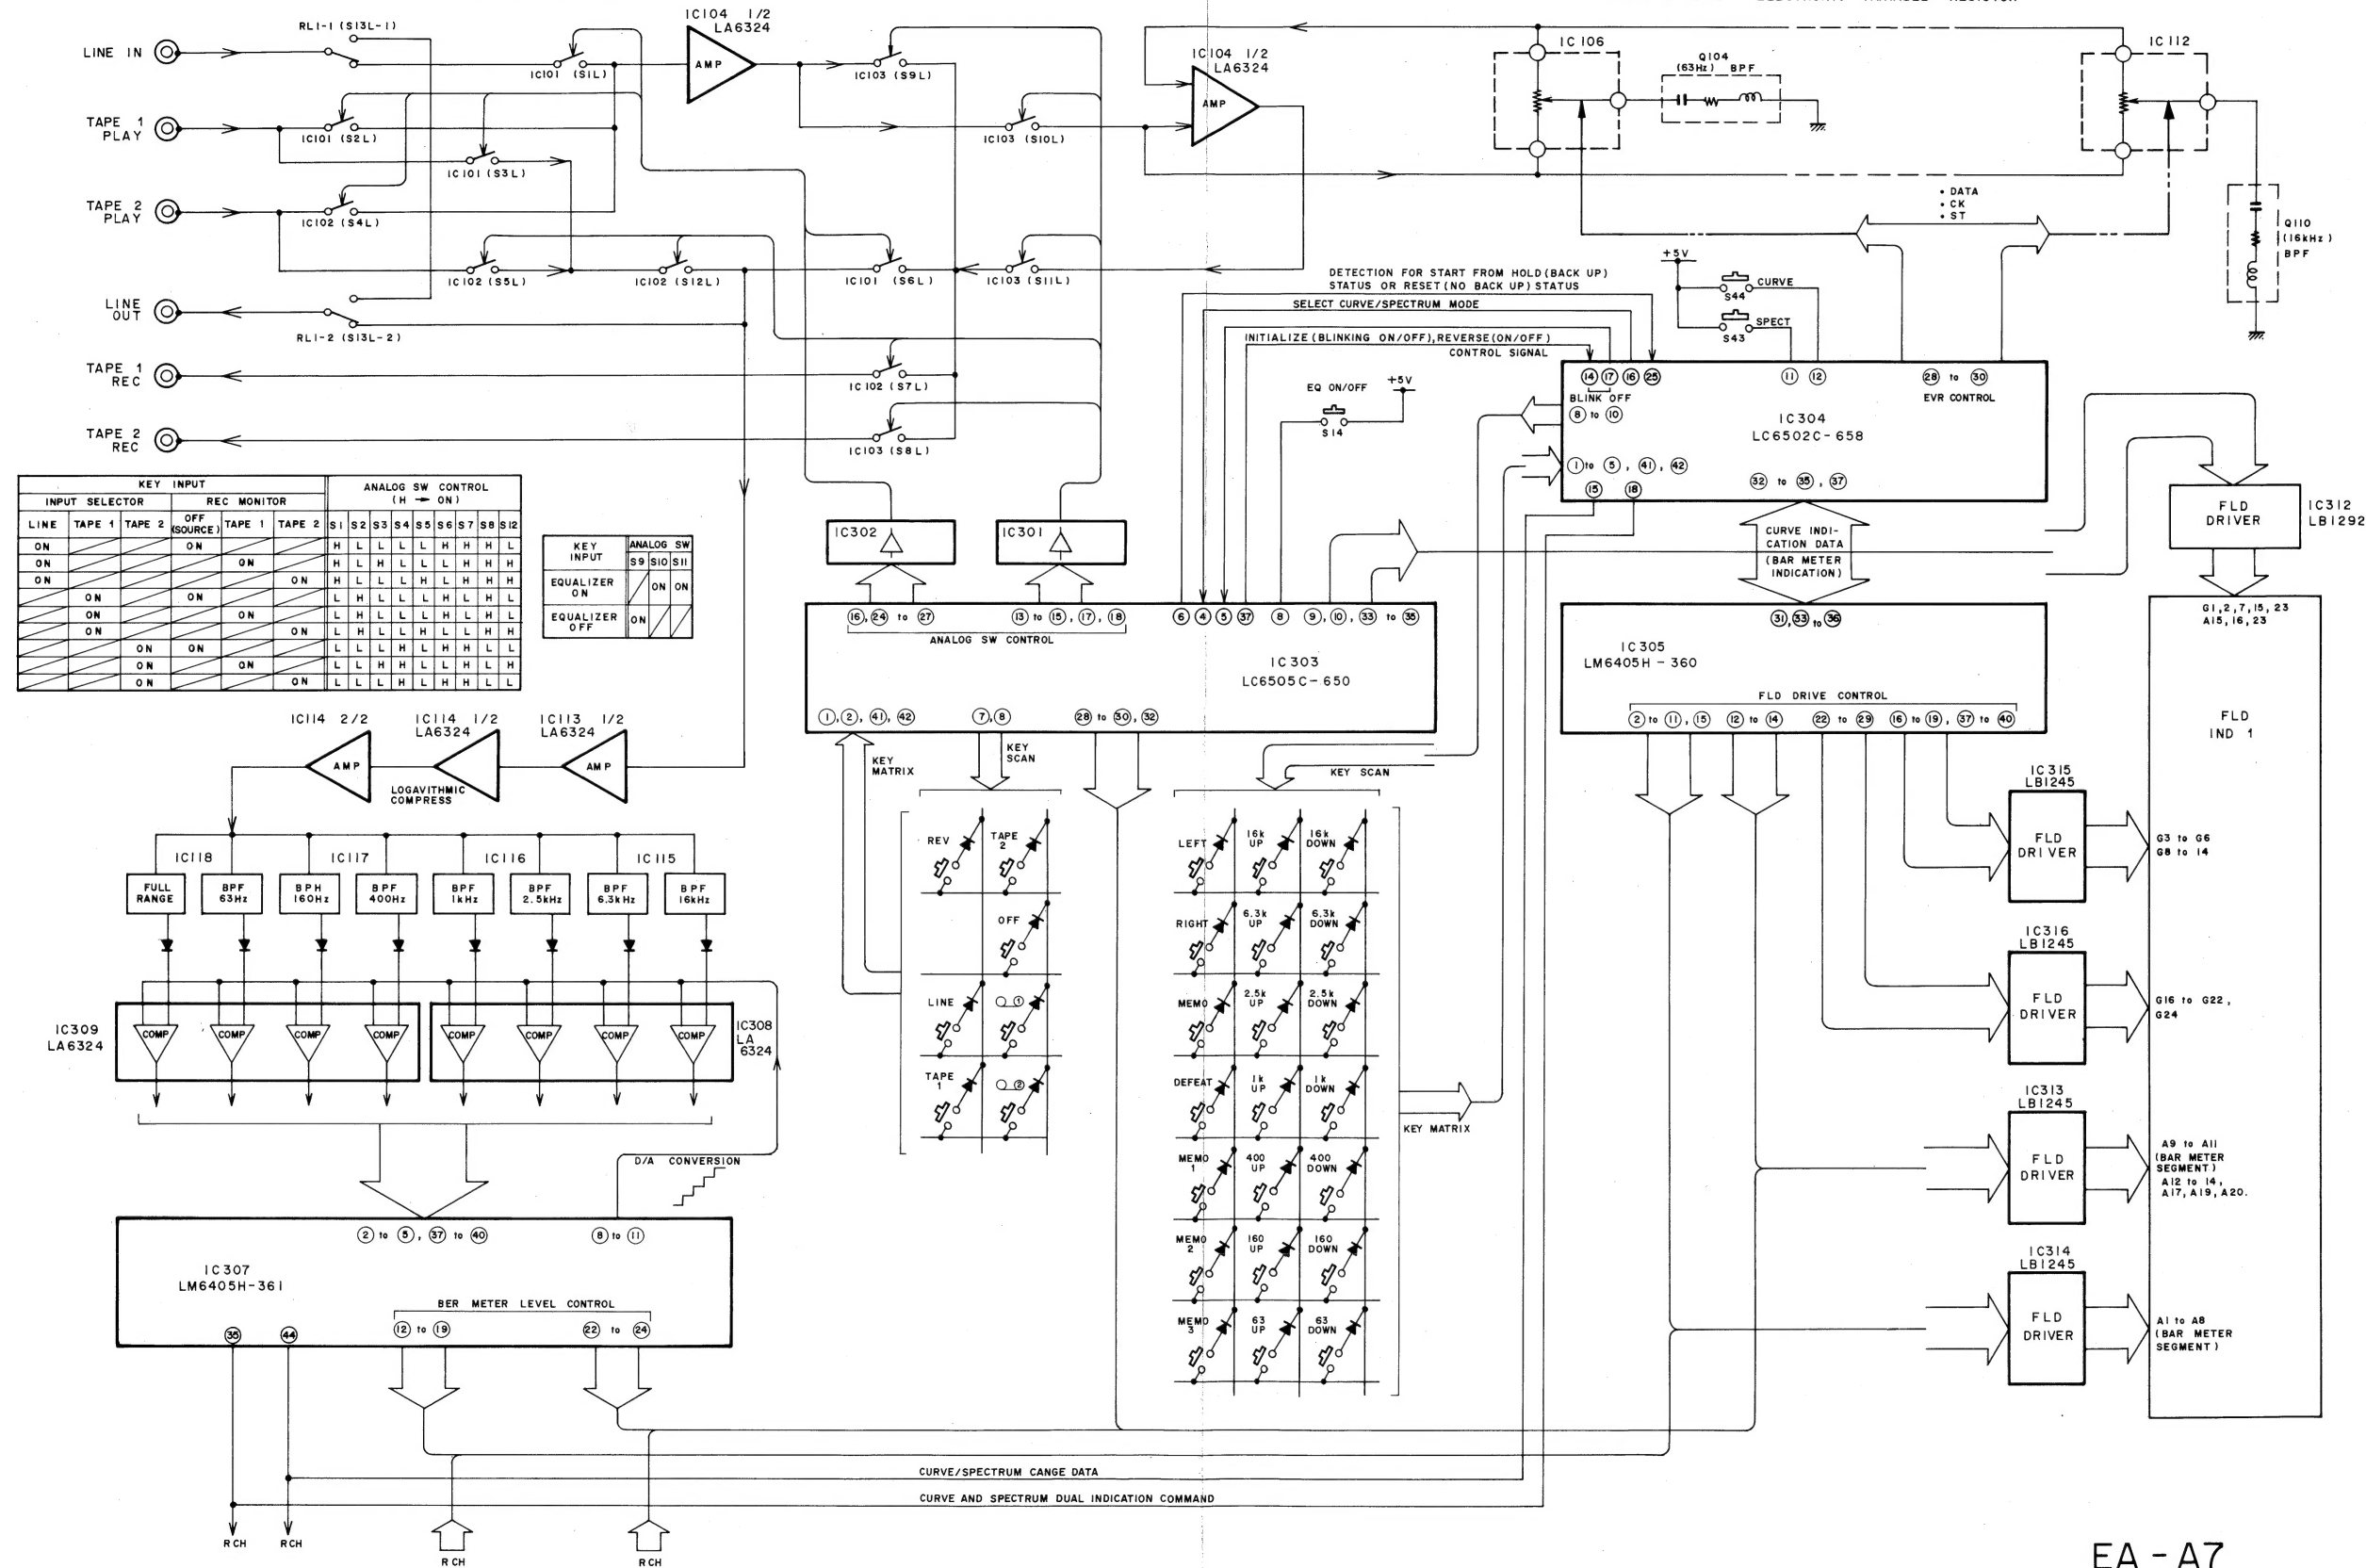 LINE IN
RL1-1 (S13L-1)
IC101 (S1L)
IC104 1/2
LA6324
AMP
IC103 (S9L)
IC104 1/2
LA6324
AMP
IC106
Q104
(63Hz) BPF
IC112
TAPE 1
PLAY
IC101 (S2L)
IC101 (S3L)
IC103 (S10L)
TAPE 2
PLAY
IC102 (S4L)
IC102 (S5L)
IC102 (S12L)
IC101 (S6L)
IC103 (S11L)
• DATA
• CK
• ST
Q110
(16kHz)
BPF
LINE
OUT
RL1-2 (S13L-2)
DETECTION FOR START FROM HOLD (BACK UP)
STATUS OR RESET (NO BACK UP) STATUS
SELECT CURVE/SPECTRUM MODE
INITIALIZE (BLINKING ON/OFF), REVERSE (ON/OFF)
CONTROL SIGNAL
+5V
CURVE
S44
SPECT
S43
TAPE 1
REC
IC102 (S7L)
TAPE 2
REC
IC103 (S8L)
EQ ON/OFF
+5V
S14
14 17 16 25
BLINK OFF
8 to 10
11 12
28 to 30
EVR CONTROL
IC304
LC6502C-658
1 to 5, 41, 42
32 to 35, 37
15 18
FLD
DRIVER
IC312
LB1292
KEY INPUT
ANALOG SW CONTROL
(H → ON)
INPUT SELECTOR REC MONITOR
LINE TAPE 1 TAPE 2 OFF (SOURCE) TAPE 1 TAPE 2 S1 S2 S3 S4 S5 S6 S7 S8 S12
ON ON H L L L L H H H L
ON ON H L H L L L H H H
ON ON H L L L H L H H H
ON ON L H L L L H L H L
ON ON L H L L L H L H L
ON ON L H L L H L L H H
ON ON L L L H L H H L L
ON ON L L H H L L H L H
ON ON L L L H L H H L L
KEY
INPUT
ANALOG SW
S9 S10 S11
EQUALIZER
ON
ON ON
EQUALIZER
OFF
ON
IC302
IC301
CURVE INDI-
CATION DATA
(BAR METER
INDICATION)
16, 24 to 27
13 to 15, 17, 18
ANALOG SW CONTROL
6 4 5 37 8 9, 10, 33 to 35
IC303
LC6505C-650
1, 2, 41, 42
7, 8
28 to 30, 32
31, 33 to 36
IC305
LM6405H-360
FLD DRIVE CONTROL
2 to 11, 15 12 to 14 22 to 29 16 to 19, 37 to 40
G1, 2, 7, 15, 23
A15, 16, 23
FLD
IND 1
IC114 2/2
AMP
IC114 1/2
LA6324
LOGAVITHMIC
COMPRESS
IC113 1/2
LA6324
AMP
KEY
MATRIX
KEY
SCAN
KEY SCAN
IC118
IC117
IC116
IC115
FULL
RANGE
BPF
63Hz
BPH
160Hz
BPF
400Hz
BPF
1kHz
BPF
2.5kHz
BPF
6.3kHz
BPF
16kHz
IC309
LA6324
COMP COMP COMP COMP COMP COMP COMP COMP
IC308
LA
6324
REV
TAPE
2
OFF
LINE
1
TAPE
1
2
LEFT
16k
UP
16k
DOWN
RIGHT
6.3k
UP
6.3k
DOWN
MEMO
2.5k
UP
2.5k
DOWN
DEFEAT
1k
UP
1k
DOWN
MEMO
1
400
UP
400
DOWN
MEMO
2
160
UP
160
DOWN
MEMO
3
63
UP
63
DOWN
KEY MATRIX
IC315
LB1245
FLD
DRIVER
G3 to G6
G8 to 14
IC316
LB1245
FLD
DRIVER
G16 to G22,
G24
IC313
LB1245
FLD
DRIVER
A9 to A11
(BAR METER
SEGMENT)
A12 to 14,
A17, A19, A20.
IC314
LB1245
FLD
DRIVER
A1 to A8
(BAR METER
SEGMENT)
D/A CONVERSION
2 to 5, 37 to 40
8 to 11
IC307
LM6405H-361
BER METER LEVEL CONTROL
35 44 12 to 19 22 to 24
CURVE/SPECTRUM CANGE DATA
CURVE AND SPECTRUM DUAL INDICATION COMMAND
R CH
R CH
R CH
R CH
EA-A7